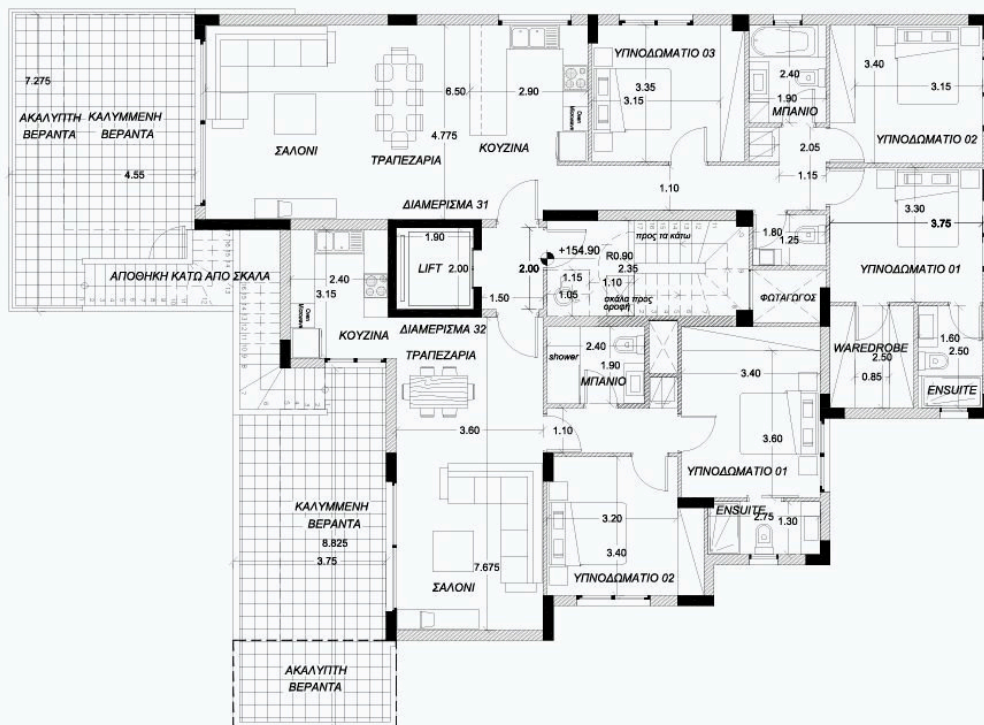 7.275
ΑΚΑΛΥΠΤΗ
ΒΕΡΑΝΤΑ
ΚΑΛΥΜΜΕΝΗ
ΒΕΡΑΝΤΑ
4.55
ΣΑΛΟΝΙ
ΤΡΑΠΕΖΑΡΙΑ
6.50
2.90
4.775
ΚΟΥΖΙΝΑ
Oven
Microwave
ΔΙΑΜΕΡΙΣΜΑ 31
ΥΠΝΟΔΩΜΑΤΙΟ 03
3.35
3.15
1.10
2.40
1.90
ΜΠΑΝΙΟ
2.05
1.15
3.40
3.15
ΥΠΝΟΔΩΜΑΤΙΟ 02
3.30
3.75
ΥΠΝΟΔΩΜΑΤΙΟ 01
1.80
1.25
ΦΩΤΑΓΩΓΟΣ
WAREDROBE
2.50
0.85
1.60
2.50
ENSUITE
ΑΠΟΘΗΚΗ ΚΑΤΩ ΑΠΟ ΣΚΑΛΑ
1.90
LIFT
2.00
2.00
1.50
+154.90
προς τα κάτω
R0.90
2.35
1.15
1.10
1.05
σκάλα προς
οροφή
2.40
3.15
Oven
Microwave
ΚΟΥΖΙΝΑ
ΔΙΑΜΕΡΙΣΜΑ 32
ΤΡΑΠΕΖΑΡΙΑ
3.60
shower
2.40
1.90
ΜΠΑΝΙΟ
1.10
3.40
3.60
ΥΠΝΟΔΩΜΑΤΙΟ 01
ENSUITE
2.75
1.30
3.20
3.40
ΥΠΝΟΔΩΜΑΤΙΟ 02
7.675
ΣΑΛΟΝΙ
ΚΑΛΥΜΜΕΝΗ
ΒΕΡΑΝΤΑ
8.825
3.75
ΑΚΑΛΥΠΤΗ
ΒΕΡΑΝΤΑ